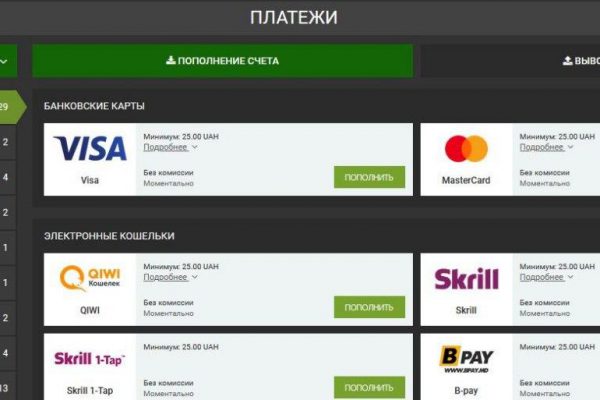 ПЛАТЕЖИ
ПОПОЛНЕНИЕ СЧЕТА
29
2
4
2
1
1
2
4
13
БАНКОВСКИЕ КАРТЫ
VISA
Visa
Минимум: 25.00 UAH
Подробнее
Без комиссии
Моментально
ПОПОЛНИТЬ
MasterCard
Минимум: 25.00 UAH
Подробнее
Без комиссии
Моментально
ЭЛЕКТРОННЫЕ КОШЕЛЬКИ
QIWI
Кошелек
QIWI
Минимум: 25.00 UAH
Подробнее
Без комиссии
Моментально
ПОПОЛНИТЬ
Skrill
Skrill
Минимум: 25.00 UAH
Подробнее
Без комиссии
Моментально
Skrill 1-Tap
Skrill 1-Tap
Минимум: 25.00 UAH
Без комиссии
Моментально
ПОПОЛНИТЬ
B PAY
WWW.BPAY.MD
B-pay
Минимум: 25.00 UAH
Без комиссии
Моментально